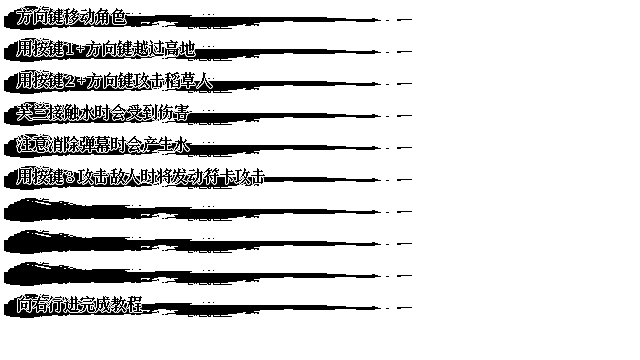 方向键移动角色
用按键1+方向键越过高地
用按键2+方向键攻击稻草人
芙兰接触水时会受到伤害
注意消除弹幕时会产生水
用按键3攻击敌人时将发动符卡攻击
向右行进完成教程